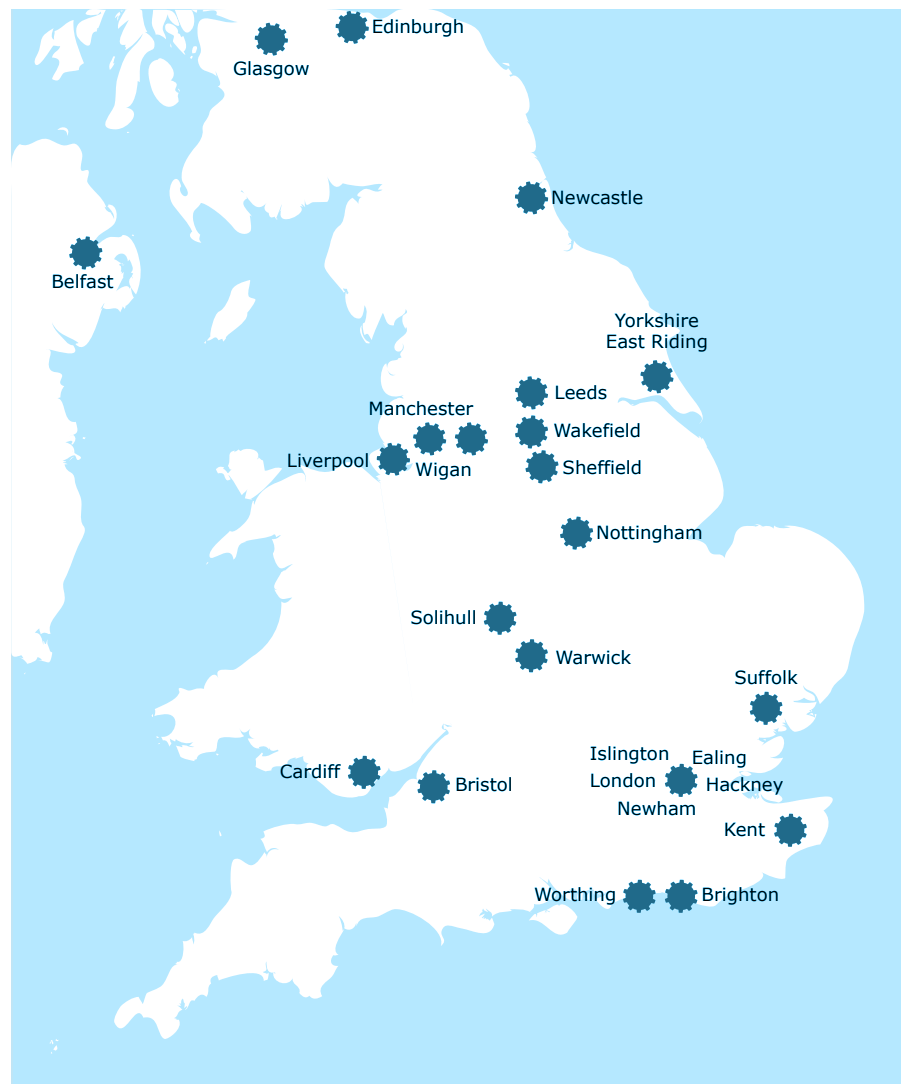 Edinburgh
Glasgow
Newcastle
Belfast
Yorkshire
East Riding
Leeds
Manchester
Wakefield
Liverpool
Wigan
Sheffield
Nottingham
Solihull
Warwick
Suffolk
Islington
Ealing
Cardiff
London
Hackney
Bristol
Newham
Kent
Worthing
Brighton